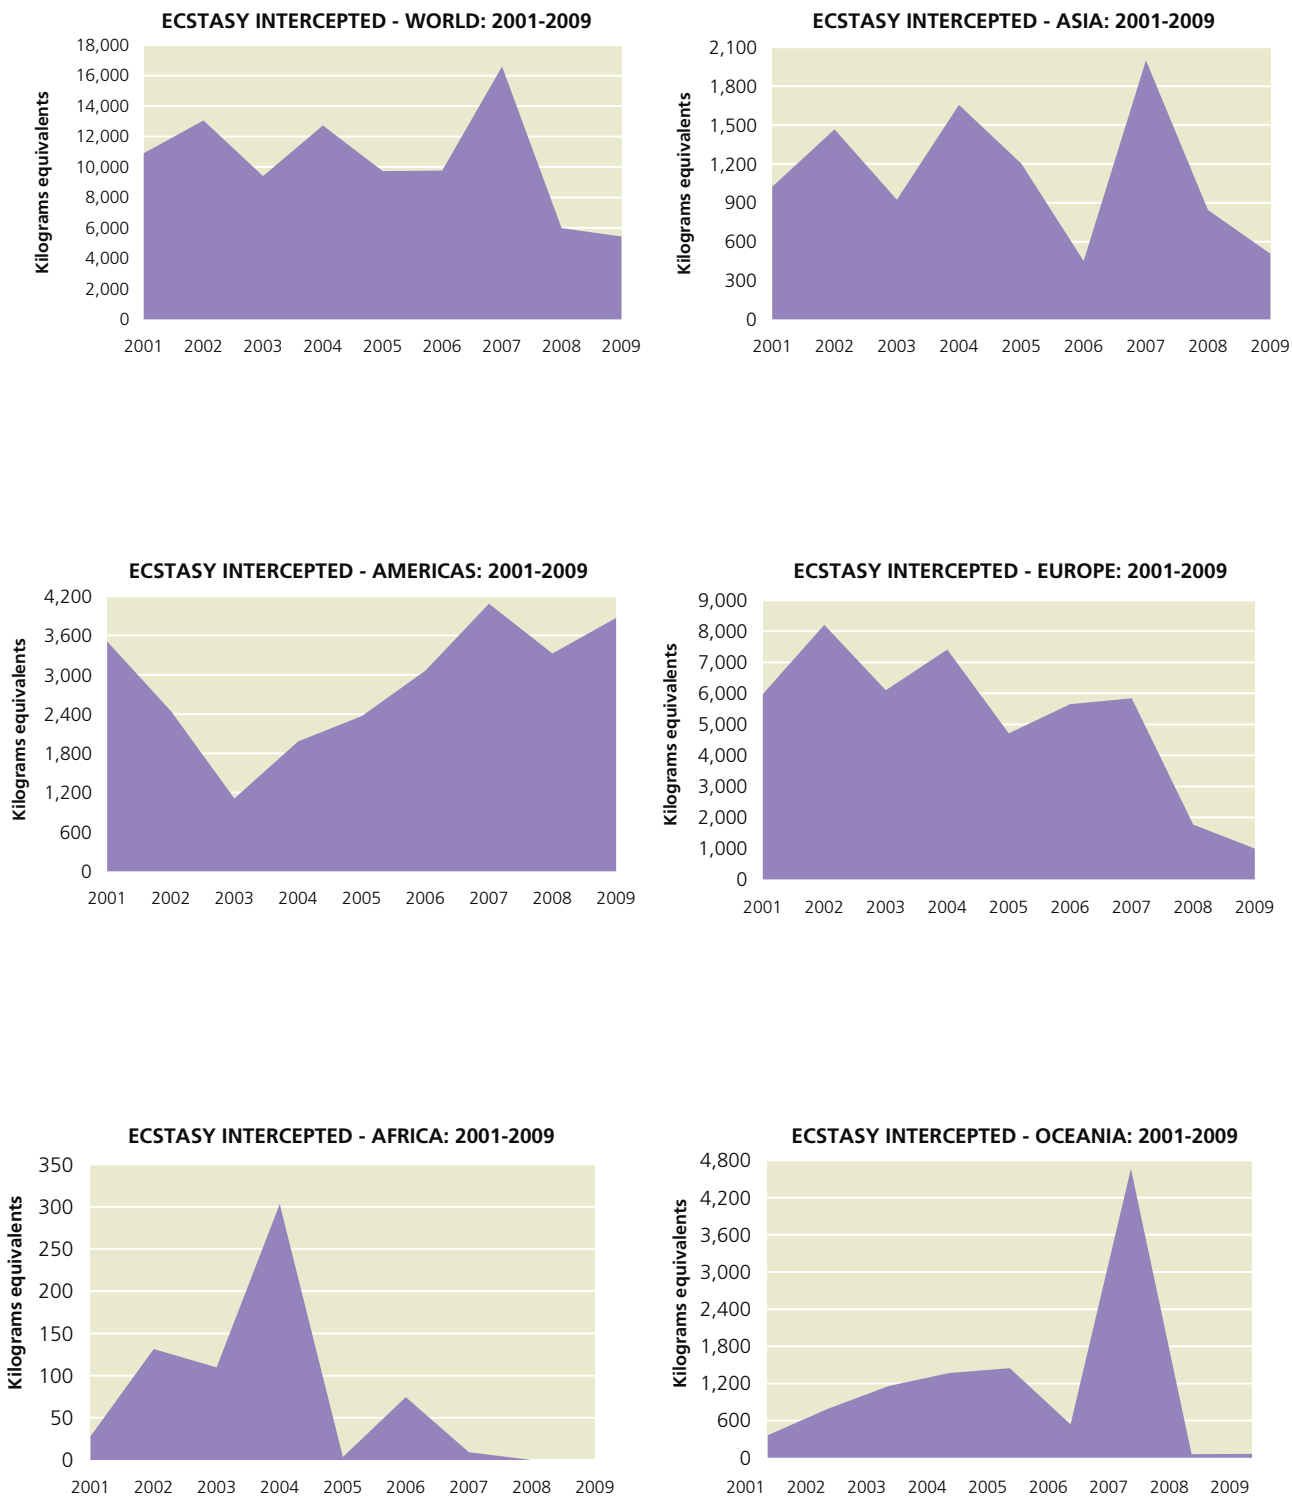 ECSTASY INTERCEPTED - WORLD: 2001-2009
Kilograms equivalents
18,000
16,000
14,000
12,000
10,000
8,000
6,000
4,000
2,000
0
2001 2002 2003 2004 2005 2006 2007 2008 2009
ECSTASY INTERCEPTED - ASIA: 2001-2009
Kilograms equivalents
2,100
1,800
1,500
1,200
900
600
300
0
2001 2002 2003 2004 2005 2006 2007 2008 2009
ECSTASY INTERCEPTED - AMERICAS: 2001-2009
Kilograms equivalents
4,200
3,600
3,000
2,400
1,800
1,200
600
0
2001 2002 2003 2004 2005 2006 2007 2008 2009
ECSTASY INTERCEPTED - EUROPE: 2001-2009
Kilograms equivalents
9,000
8,000
7,000
6,000
5,000
4,000
3,000
2,000
1,000
0
2001 2002 2003 2004 2005 2006 2007 2008 2009
ECSTASY INTERCEPTED - AFRICA: 2001-2009
Kilograms equivalents
350
300
250
200
150
100
50
0
2001 2002 2003 2004 2005 2006 2007 2008 2009
ECSTASY INTERCEPTED - OCEANIA: 2001-2009
Kilograms equivalents
4,800
4,200
3,600
3,000
2,400
1,800
1,200
600
0
2001 2002 2003 2004 2005 2006 2007 2008 2009